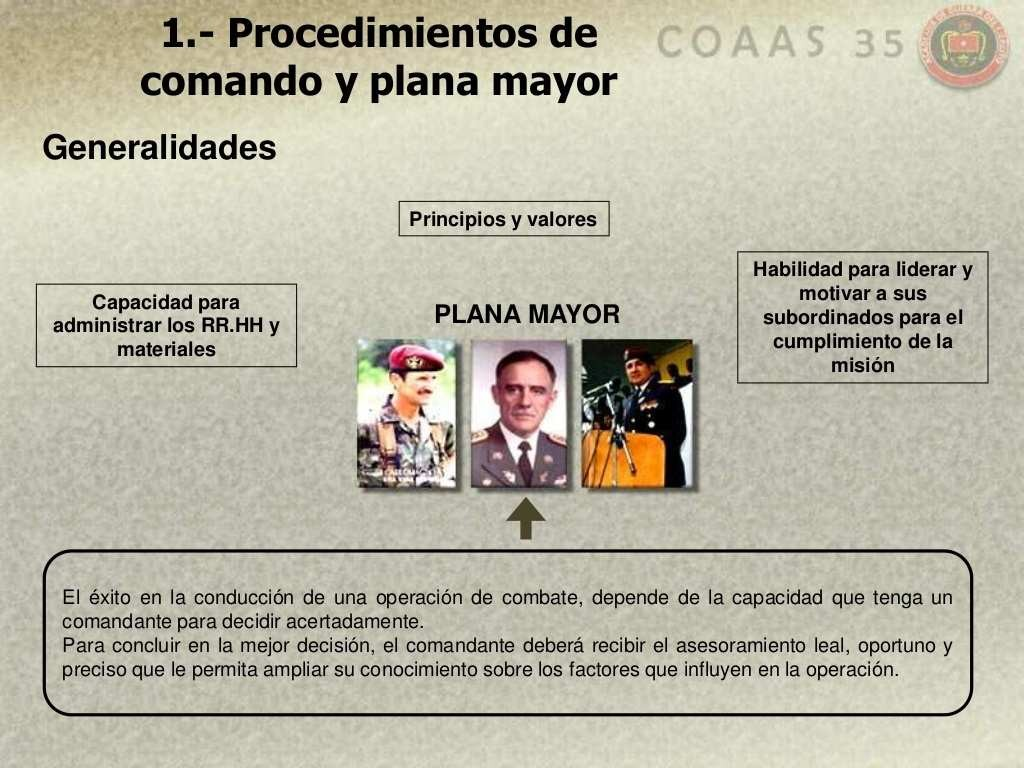 1.- Procedimientos de
comando y plana mayor
COAAS 35
Generalidades
Principios y valores
Capacidad para
administrar los RR.HH y
materiales
PLANA MAYOR
Habilidad para liderar y
motivar a sus
subordinados para el
cumplimiento de la
misión
El éxito en la conducción de una operación de combate, depende de la capacidad que tenga un
comandante para decidir acertadamente.
Para concluir en la mejor decisión, el comandante deberá recibir el asesoramiento leal, oportuno y
preciso que le permita ampliar su conocimiento sobre los factores que influyen en la operación.